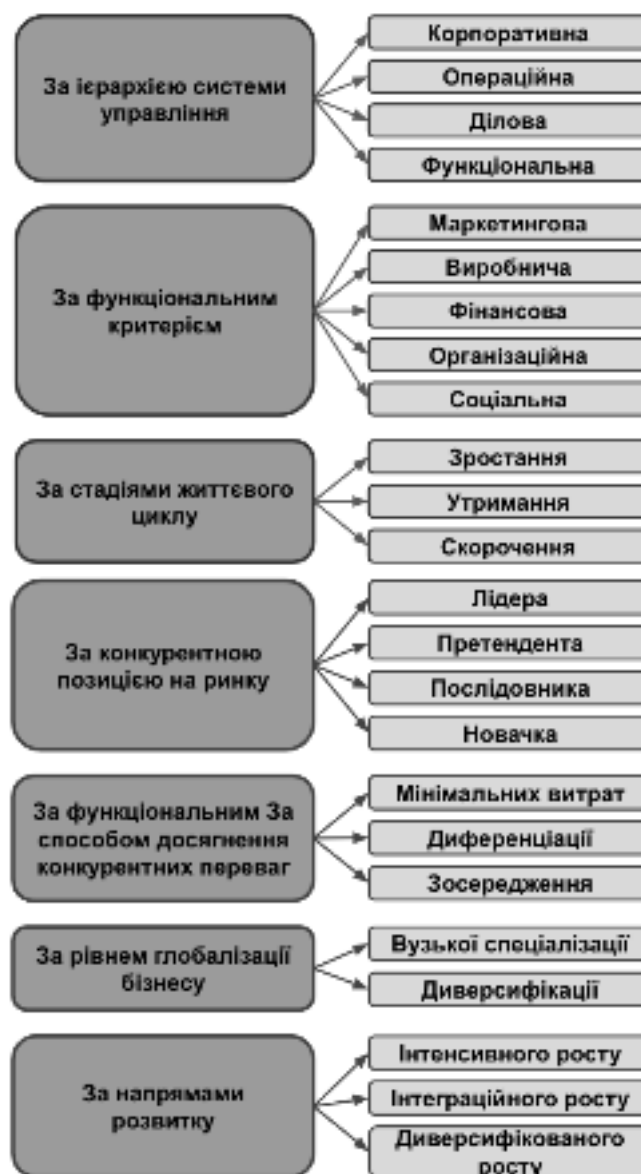 За ієрархією системи
управління
Корпоративна
Операційна
Ділова
Функціональна
За функціональним
критерієм
Маркетингова
Виробнича
Фінансова
Організаційна
Соціальна
За стадіями життєвого
циклу
Зростання
Утримання
Скорочення
За конкурентною
позицією на ринку
Лідера
Претендента
Послідовника
Новачка
За функціональним За
способом досягнення
конкурентних переваг
Мінімальних витрат
Диференціації
Зосередження
За рівнем глобалізації
бізнесу
Вузької спеціалізації
Диверсифікації
За напрямами
розвитку
Інтенсивного росту
Інтеграційного росту
Диверсифікованого
росту